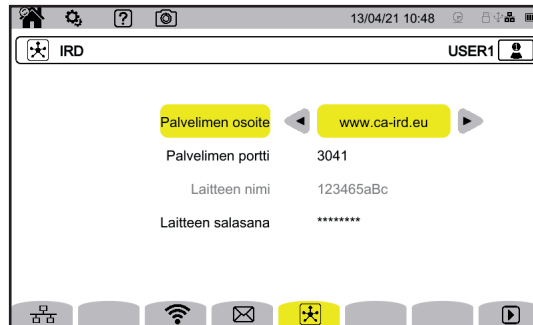 13/04/21 10:48
IRD USER1
Palvelimen osoite www.ca-ird.eu
Palvelimen portti 3041
Laitteen nimi 123465aBc
Laitteen salasana ********